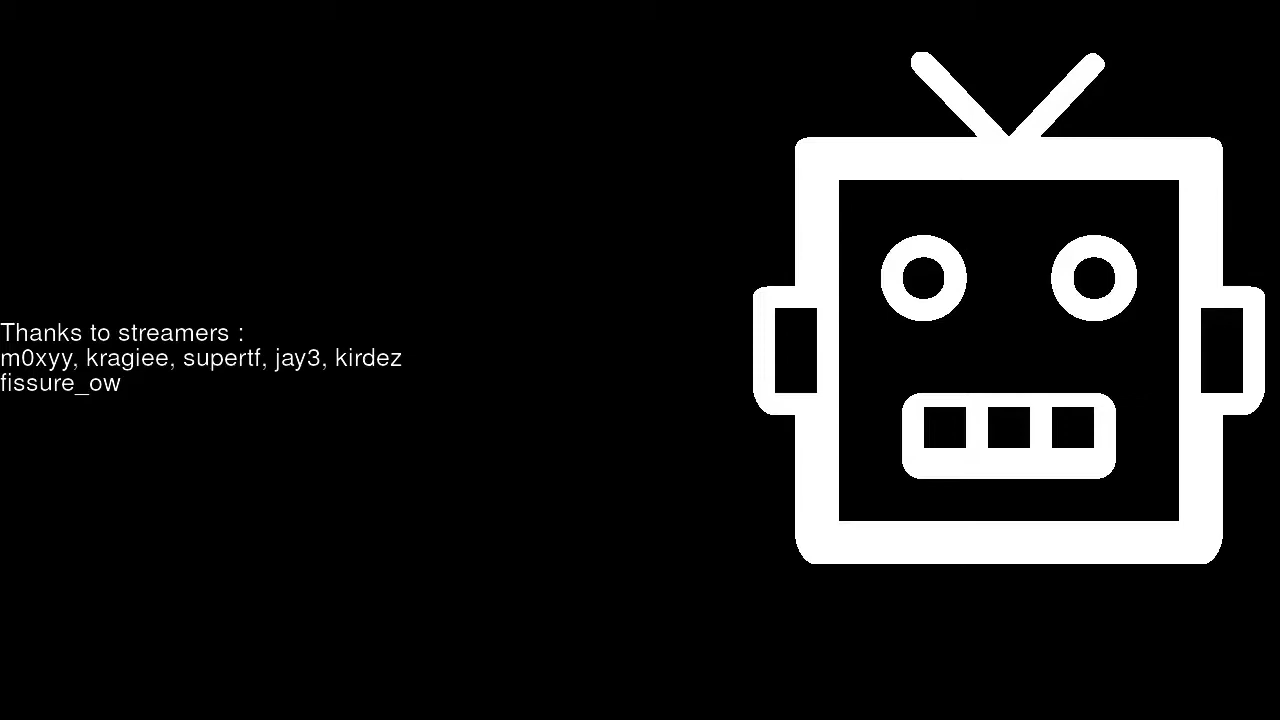 Thanks to streamers :
m0xyy, kragiee, supertf, jay3, kirdez
fissure_ow